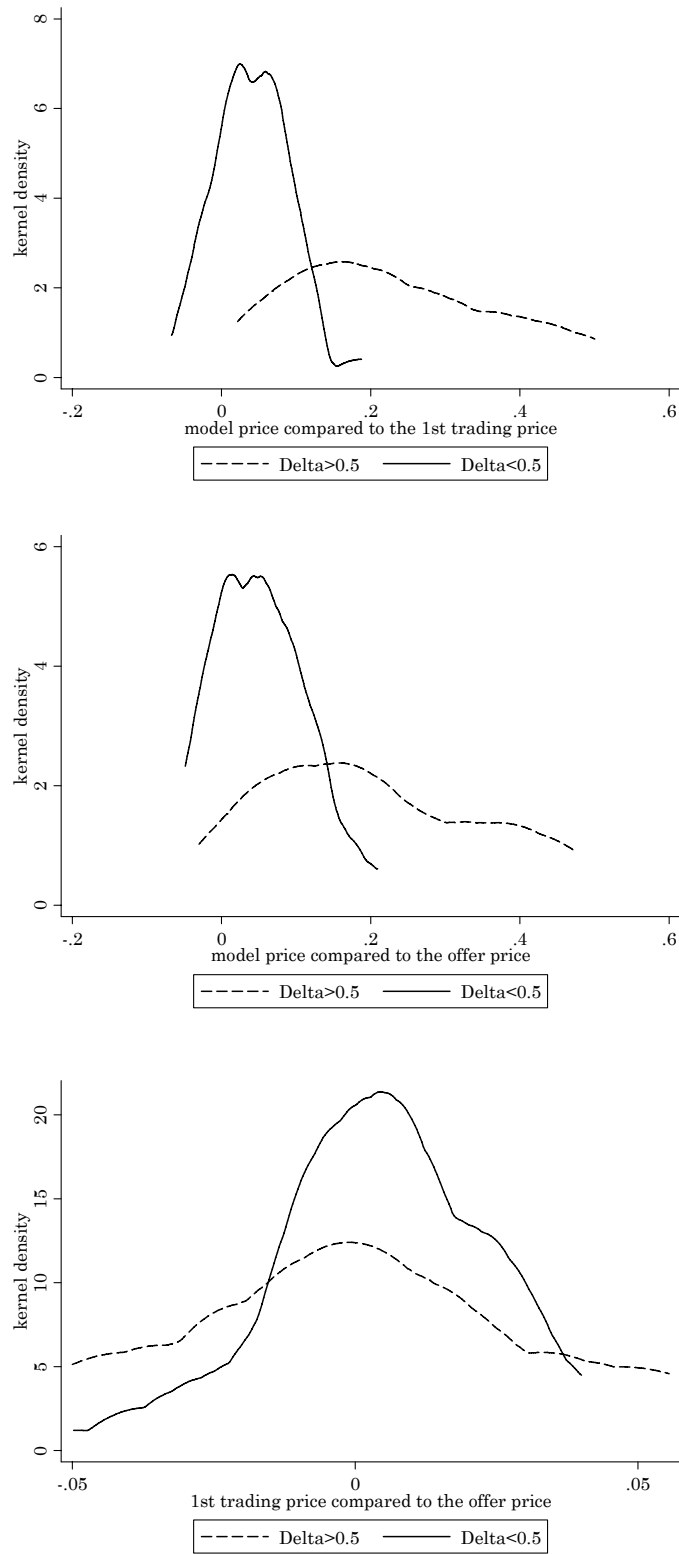 8
6
4
2
0
kernel density
-.2 0 .2 .4 .6
model price compared to the 1st trading price
Delta>0.5 Delta<0.5
6
4
2
0
kernel density
-.2 0 .2 .4 .6
model price compared to the offer price
Delta>0.5 Delta<0.5
20
15
10
5
0
kernel density
-.05 0 .05
1st trading price compared to the offer price
Delta>0.5 Delta<0.5